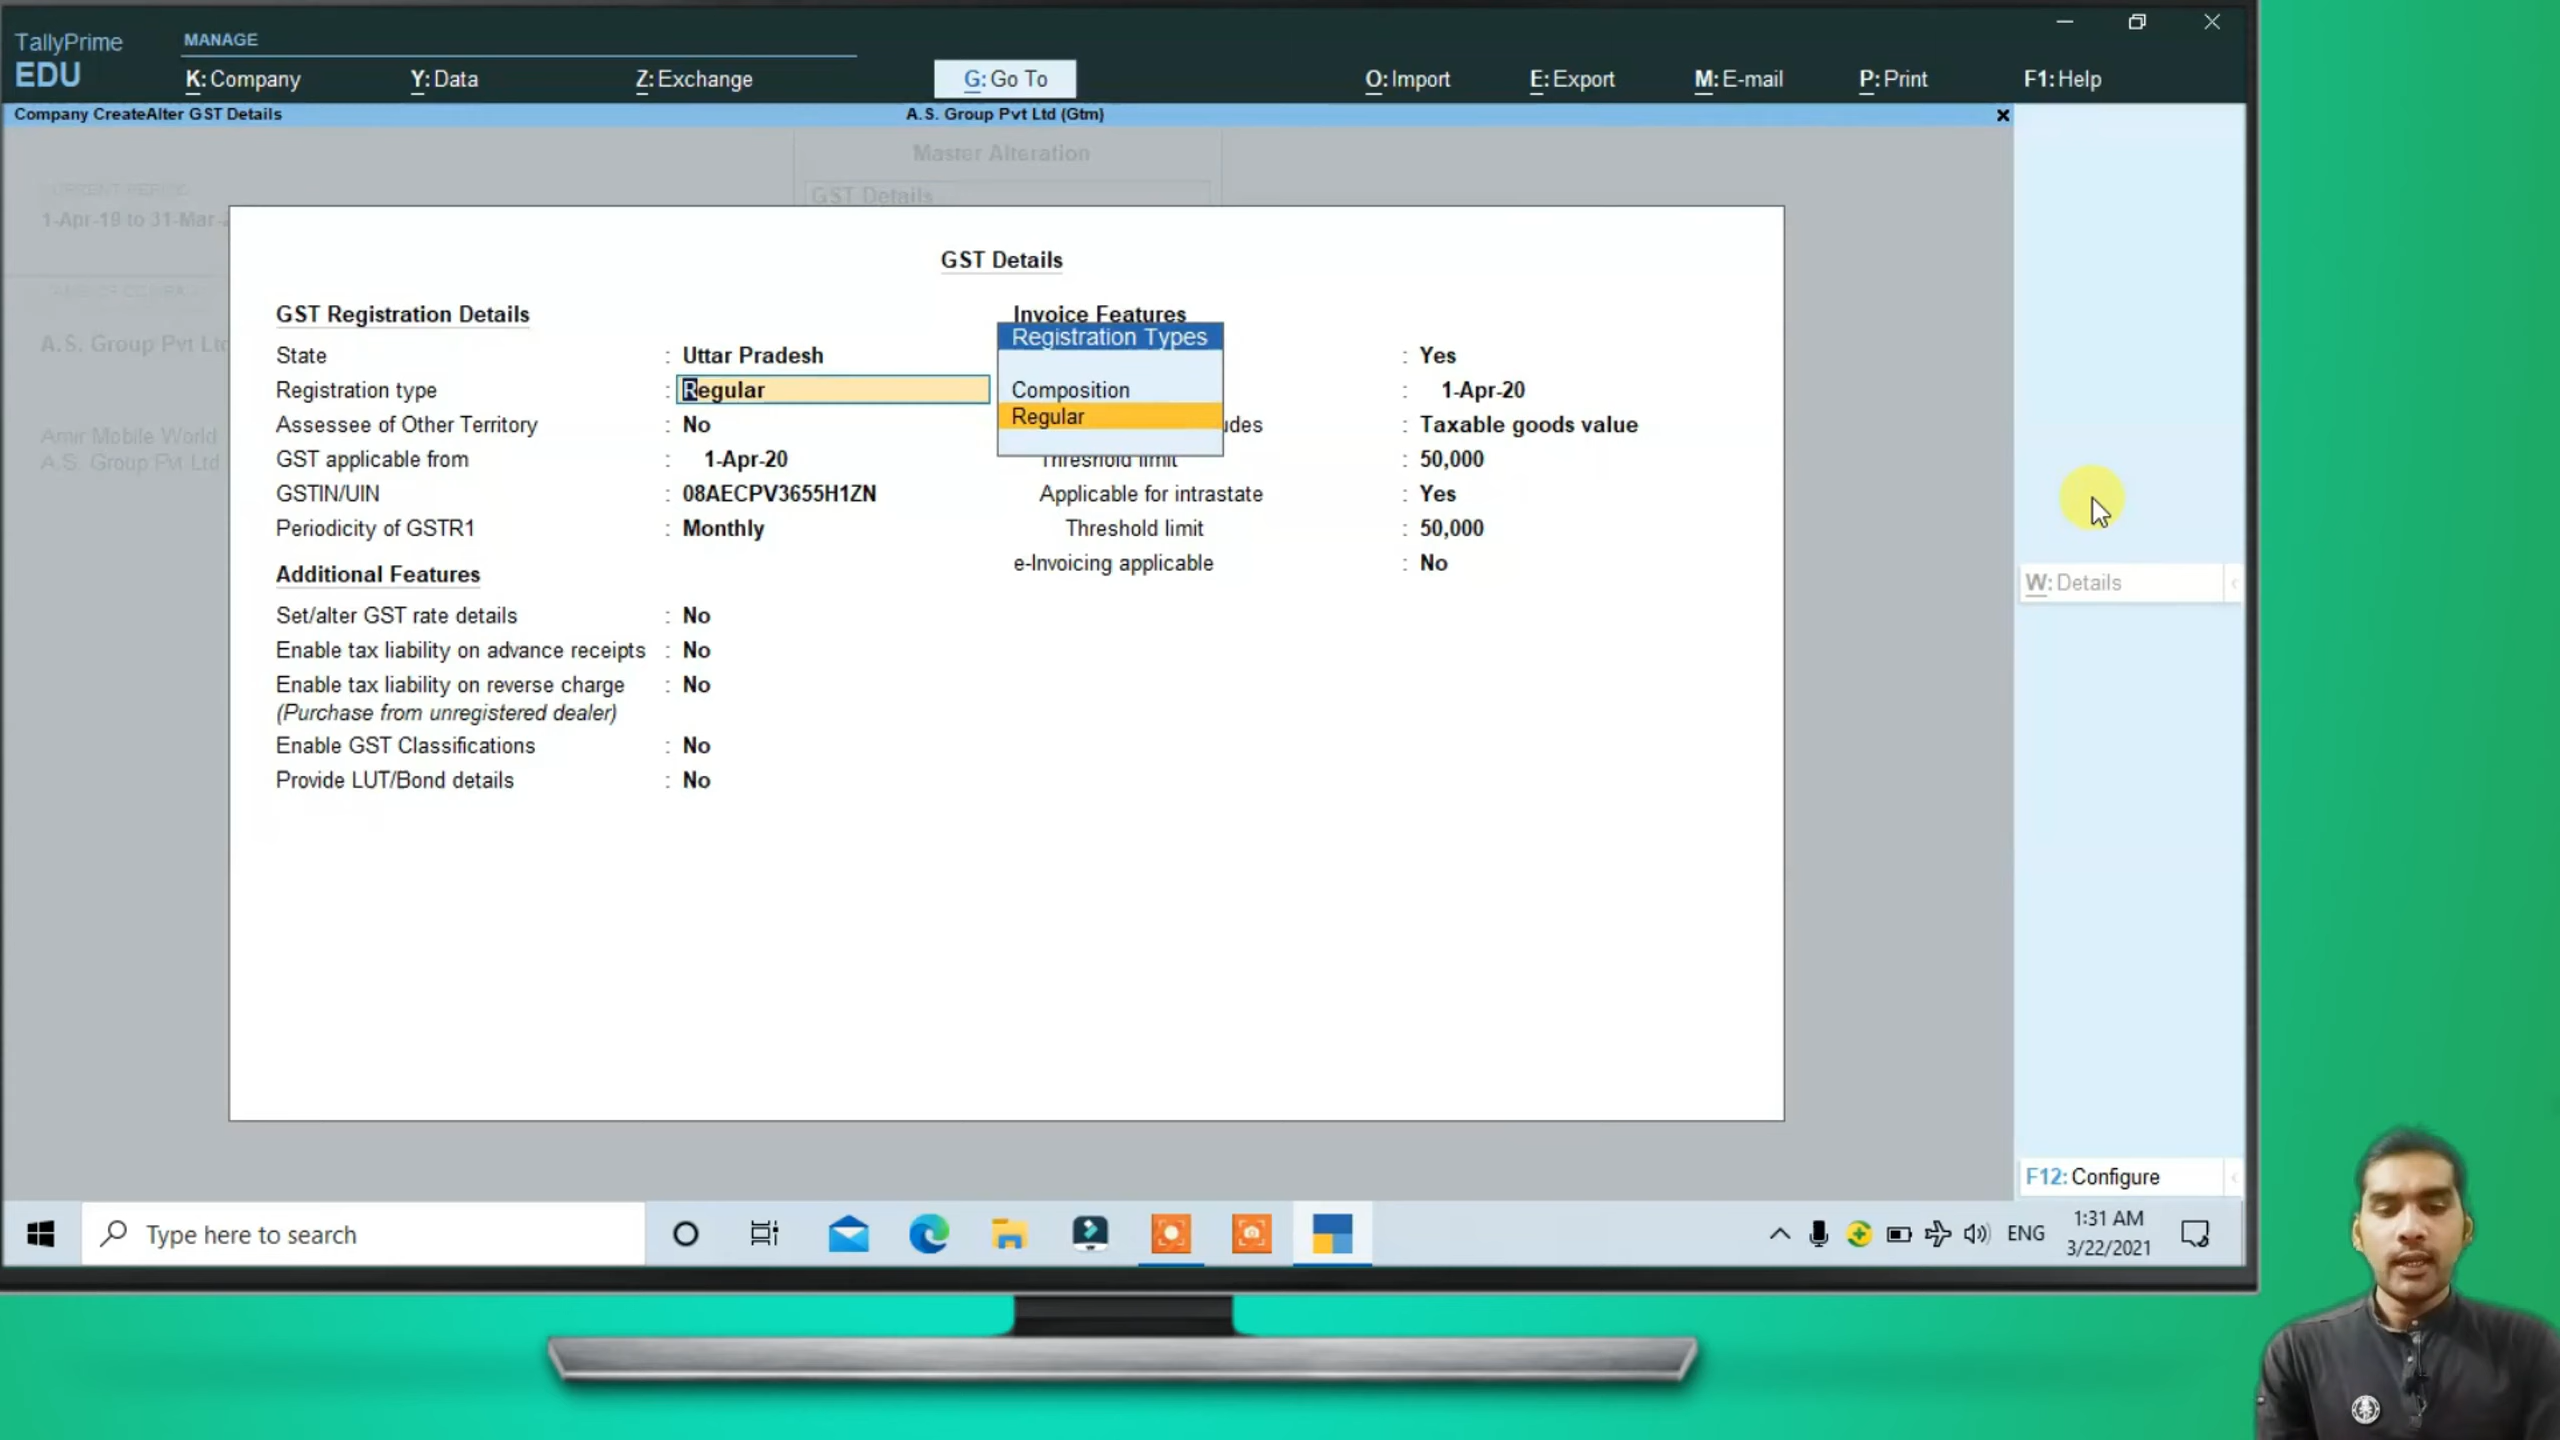 TallyPrime
EDU
MANAGE
K: Company
Y: Data
Z: Exchange
G: Go To
O: Import
E: Export
M: E-mail
P: Print
F1: Help
Company CreateAlter GST Details
A.S. Group Pvt Ltd (Gtm)
Master Alteration
CURRENT PERIOD
GST Details
1-Apr-19 to 31-Mar-
A.S. Group Pvt Ltd
Amir Mobile World
A.S. Group Pvt Ltd
GST Details
GST Registration Details
State : Uttar Pradesh
Registration type : Regular
Assessee of Other Territory : No
GST applicable from : 1-Apr-20
GSTIN/UIN : 08AECPV3655H1ZN
Periodicity of GSTR1 : Monthly
Additional Features
Set/alter GST rate details : No
Enable tax liability on advance receipts : No
Enable tax liability on reverse charge : No
(Purchase from unregistered dealer)
Enable GST Classifications : No
Provide LUT/Bond details : No
Invoice Features
Registration Types
Composition
Regular
: Yes
: 1-Apr-20
udes : Taxable goods value
Threshold limit : 50,000
Applicable for intrastate : Yes
Threshold limit : 50,000
e-Invoicing applicable : No
W: Details
F12: Configure
Type here to search
ENG
1:31 AM
3/22/2021